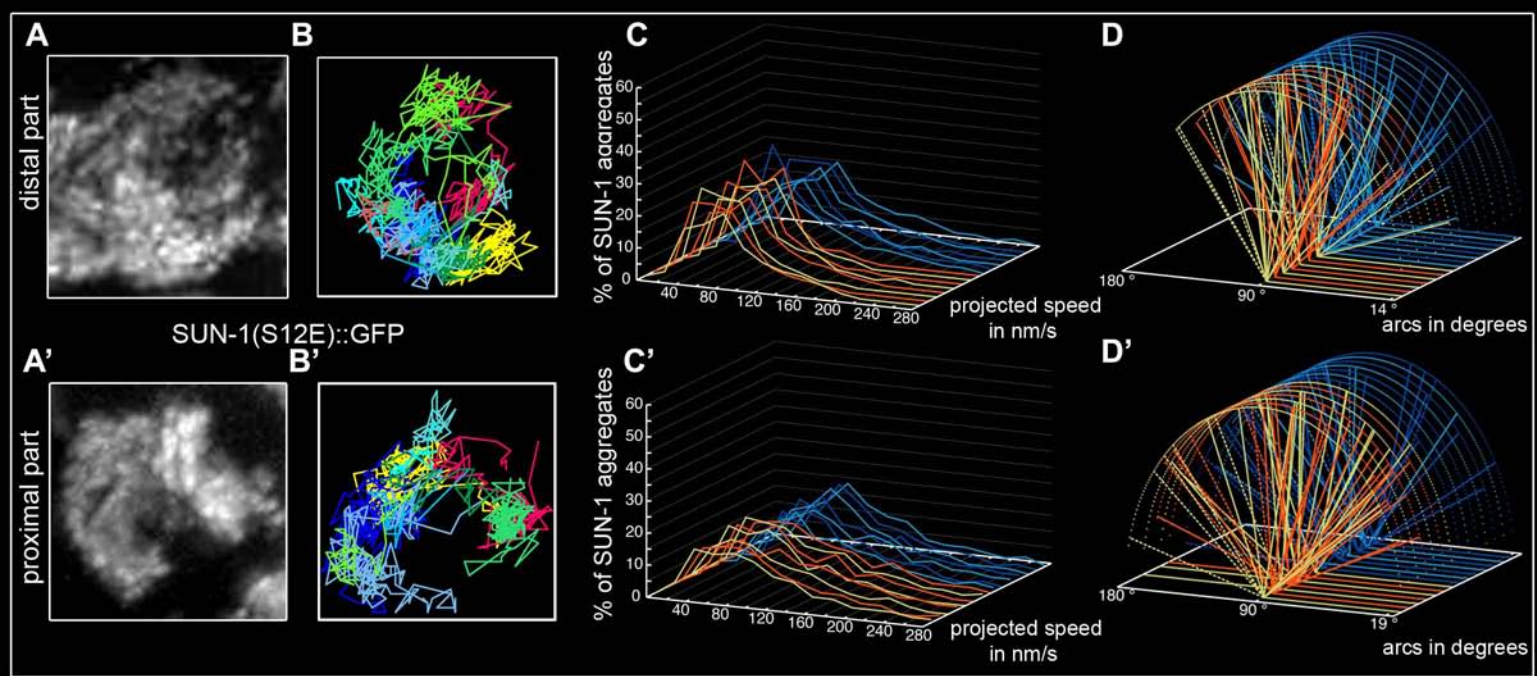 A
B
C
D
distal part
% of SUN-1 aggregates
60
50
40
30
20
10
0
40
80
120
160
200
240
280
projected speed
in nm/s
180 °
90 °
14 °
arcs in degrees
SUN-1(S12E)::GFP
A'
B'
C'
D'
proximal part
% of SUN-1 aggregates
60
50
40
30
20
10
0
40
80
120
160
200
240
280
projected speed
in nm/s
180 °
90 °
19 °
arcs in degrees